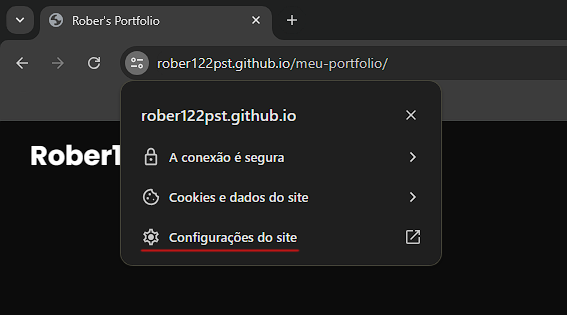 Rober's Portfolio
rober122pst.github.io/meu-portfolio/
rober122pst.github.io
Rober1
A conexão é segura
Cookies e dados do site
Configurações do site